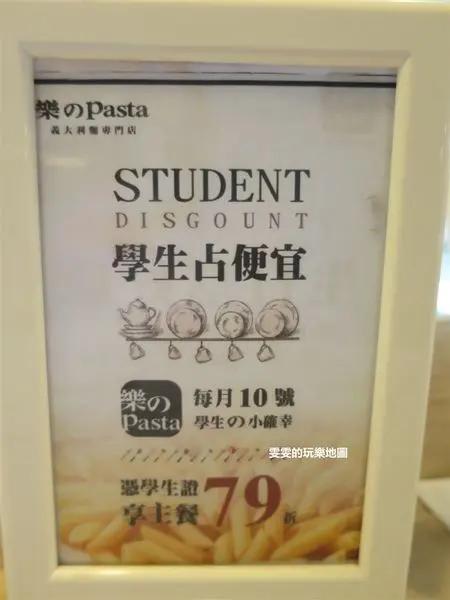 樂のpasta
義大利麵專門店
STUDENT
DISGOUNT
學生占便宜
樂の
Pasta
每月10號
學生の小確幸
雯雯的玩樂地圖
憑學生證
享主餐
79折